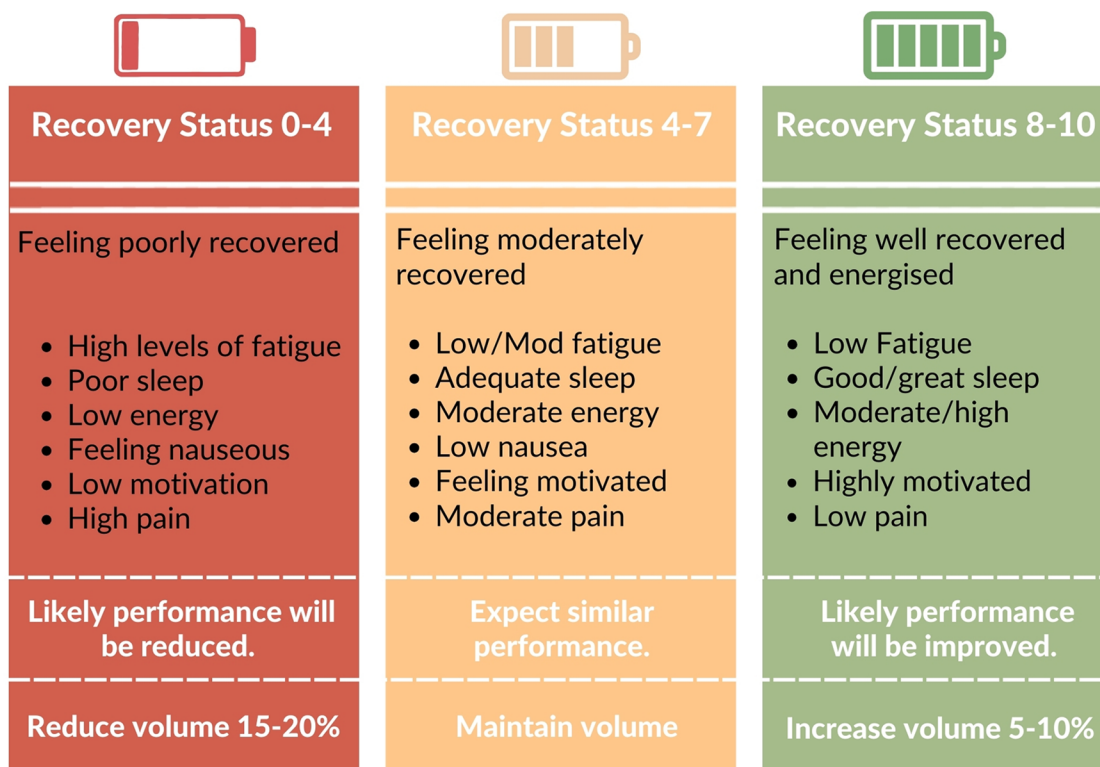 Recovery Status 0-4
Feeling poorly recovered
• High levels of fatigue
• Poor sleep
• Low energy
• Feeling nauseous
• Low motivation
• High pain
Likely performance will
be reduced.
Reduce volume 15-20%
Recovery Status 4-7
Feeling moderately
recovered
• Low/Mod fatigue
• Adequate sleep
• Moderate energy
• Low nausea
• Feeling motivated
• Moderate pain
Expect similar
performance.
Maintain volume
Recovery Status 8-10
Feeling well recovered
and energised
• Low Fatigue
• Good/great sleep
• Moderate/high
energy
• Highly motivated
• Low pain
Likely performance
will be improved.
Increase volume 5-10%